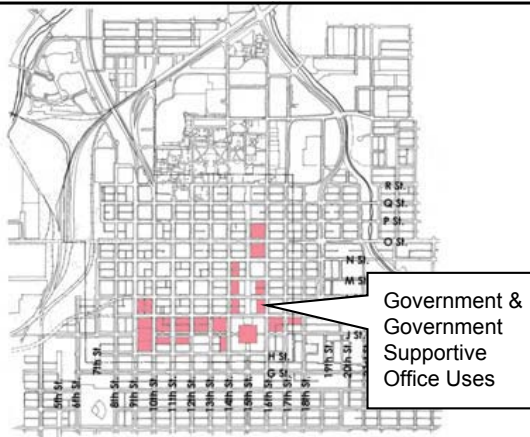 R St.
Q St.
P St.
O St.
N St.
M St.
Government &
Government
Supportive
Office Uses
J St.
H St.
G St.
5th St.
6th St.
7th St.
8th St.
9th St.
10th St.
11th St.
12th St.
13th St.
14th St.
15th St.
16th St.
17th St.
18th St.
19th St.
20th St.